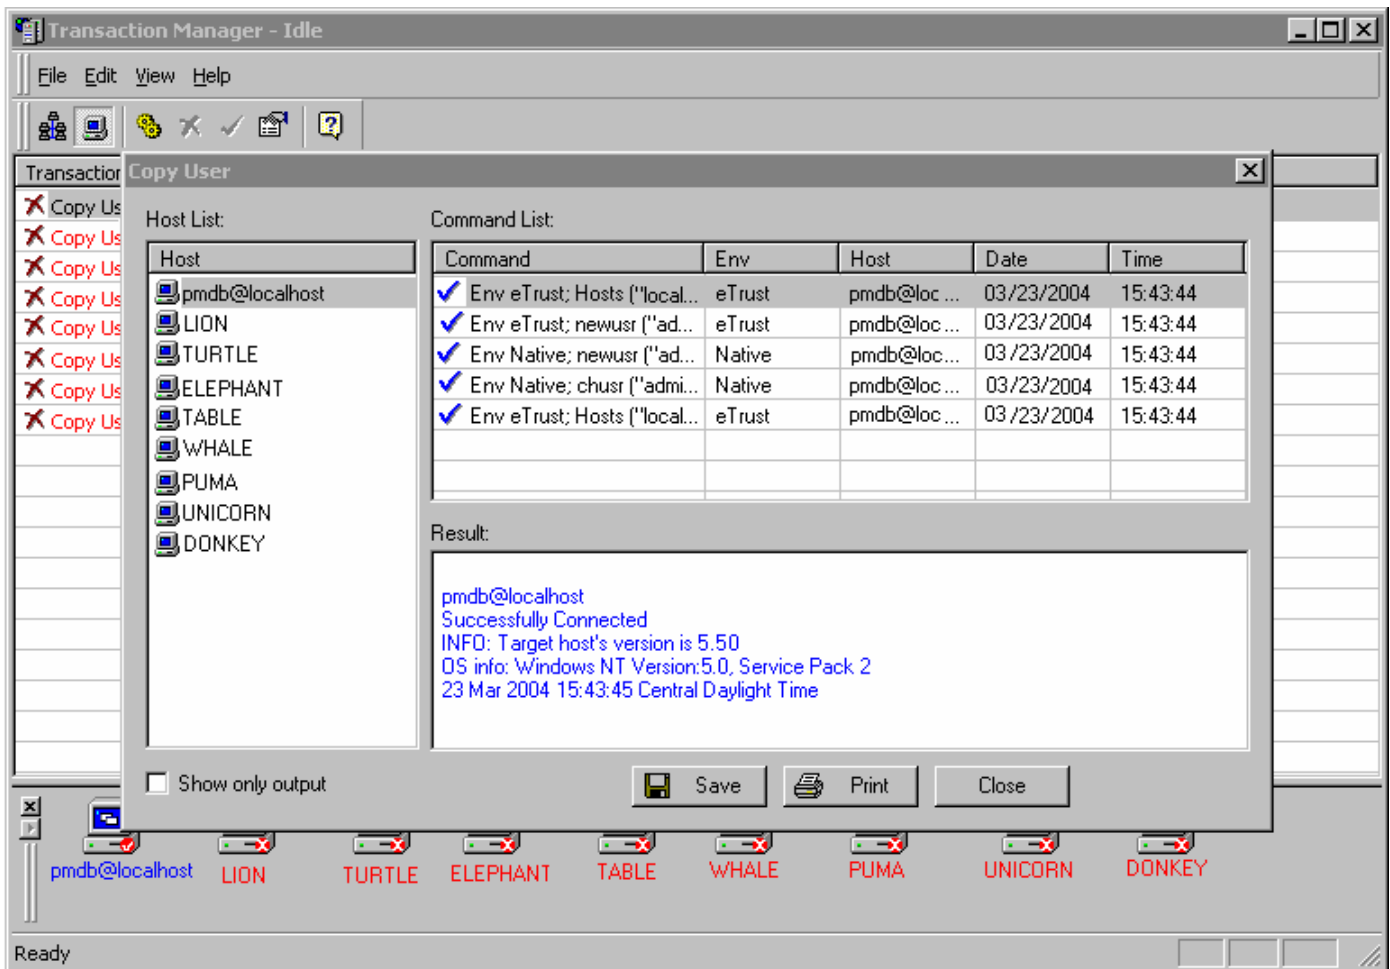 Transaction Manager - Idle
File Edit View Help
Transaction
Copy Us
Copy Us
Copy Us
Copy Us
Copy Us
Copy Us
Copy Us
Copy Us
Copy User
Host List:
Host
pmdb@localhost
LION
TURTLE
ELEPHANT
TABLE
WHALE
PUMA
UNICORN
DONKEY
Command List:
Command Env Host Date Time
Env eTrust; Hosts ("local... eTrust pmdb@loc ... 03/23/2004 15:43:44
Env eTrust; newusr ("ad... eTrust pmdb@loc ... 03/23/2004 15:43:44
Env Native; newusr ("ad... Native pmdb@loc... 03/23/2004 15:43:44
Env Native; chusr ("admi... Native pmdb@loc ... 03/23/2004 15:43:44
Env eTrust; Hosts ("local... eTrust pmdb@loc ... 03/23/2004 15:43:44
Result:
pmdb@localhost
Successfully Connected
INFO: Target host's version is 5.50
OS info: Windows NT Version:5.0, Service Pack 2
23 Mar 2004 15:43:45 Central Daylight Time
Show only output
Save Print Close
pmdb@localhost LION TURTLE ELEPHANT TABLE WHALE PUMA UNICORN DONKEY
Ready